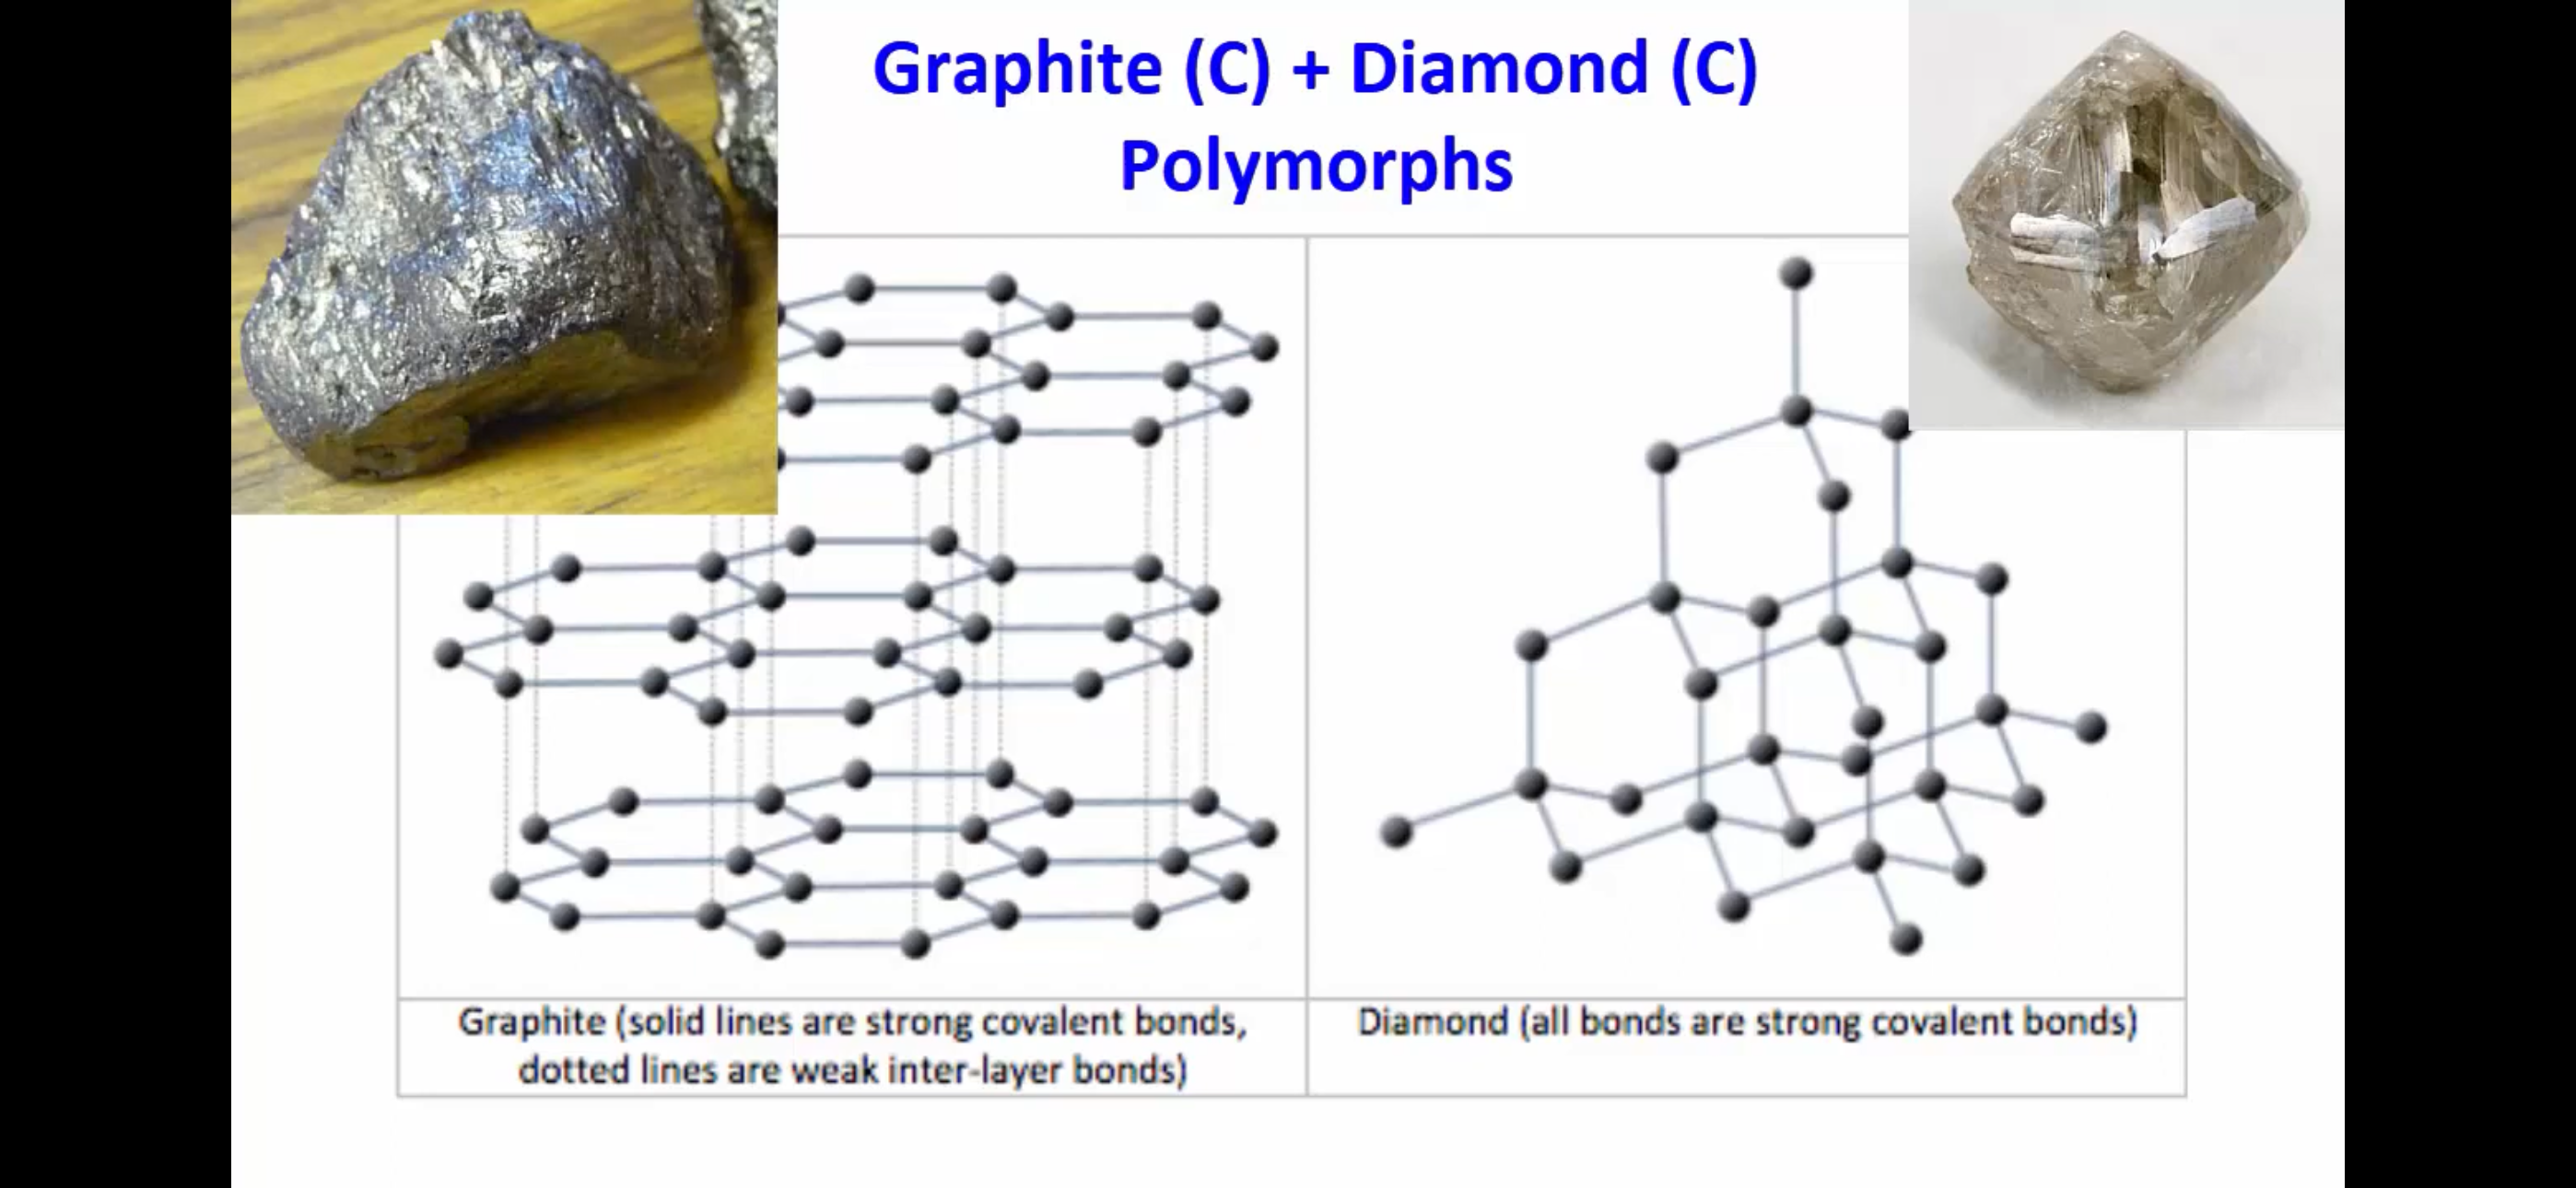 Graphite (C) + Diamond (C)
Polymorphs
Graphite (solid lines are strong covalent bonds,
dotted lines are weak inter-layer bonds)
Diamond (all bonds are strong covalent bonds)